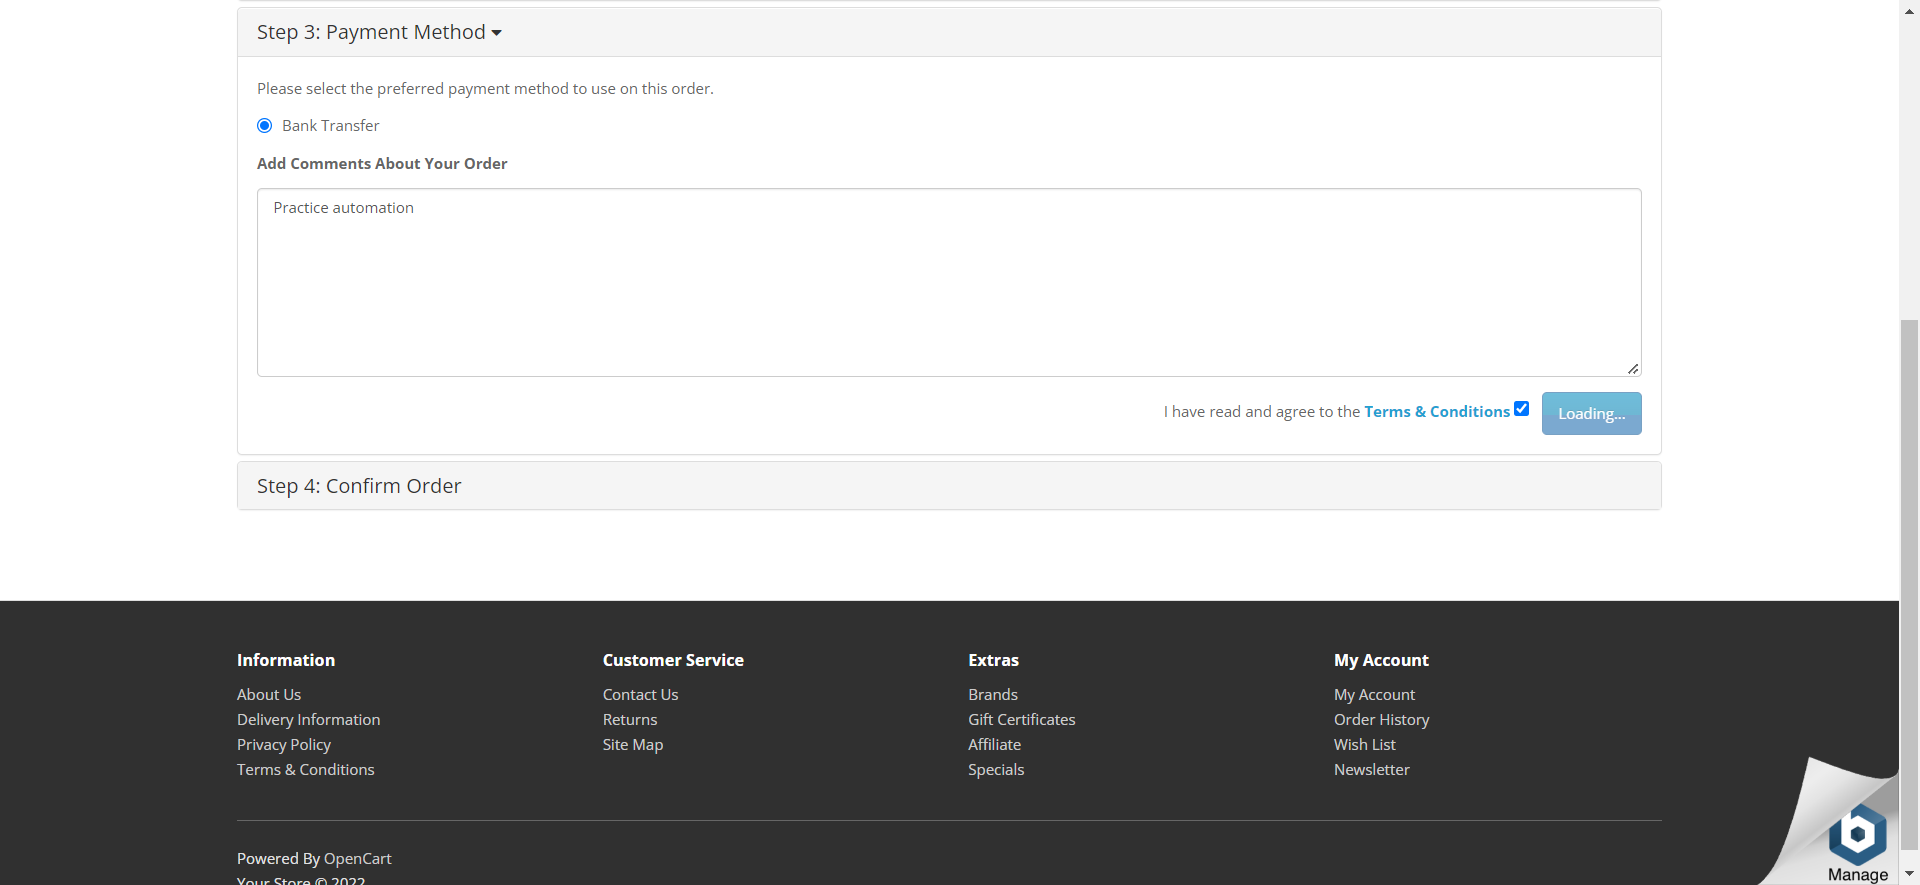 Step 3: Payment Method
Please select the preferred payment method to use on this order.
Bank Transfer
Add Comments About Your Order
Practice automation
I have read and agree to the Terms & Conditions
Loading...
Step 4: Confirm Order
Information
About Us
Delivery Information
Privacy Policy
Terms & Conditions
Customer Service
Contact Us
Returns
Site Map
Extras
Brands
Gift Certificates
Affiliate
Specials
My Account
My Account
Order History
Wish List
Newsletter
Powered By OpenCart
Your Store © 2022
b
Manage